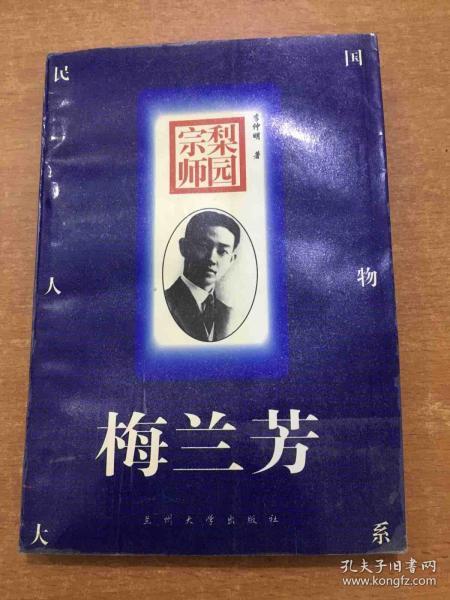 民国人物大系
李仲明 著
梨园
宗师
梅兰芳
兰州大学出版社
孔夫子旧书网
www.kongfz.com